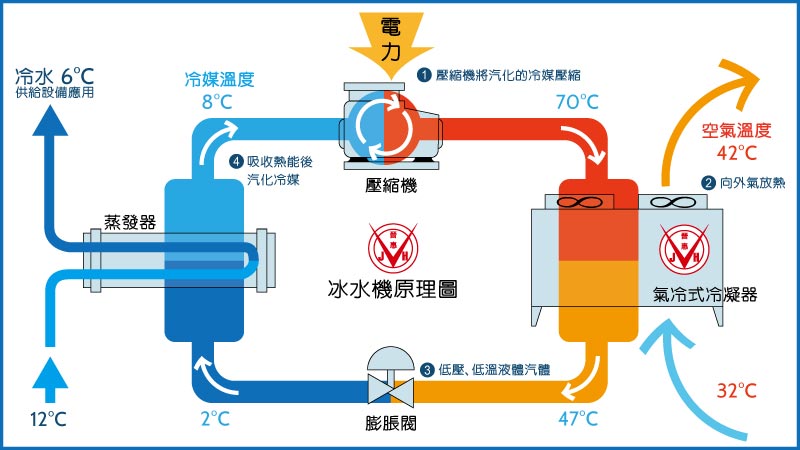 電
力
冷水 6°C
供給設備應用
冷媒溫度
8°C
1 壓縮機將汽化的冷媒壓縮
70°C
空氣溫度
42°C
4 吸收熱能後
汽化冷媒
壓縮機
2 向外氣放熱
蒸發器
晉
惠
J H
冰水機原理圖
晉
惠
J H
氣冷式冷凝器
3 低壓、低溫液體汽體
32°C
12°C
2°C
膨脹閥
47°C